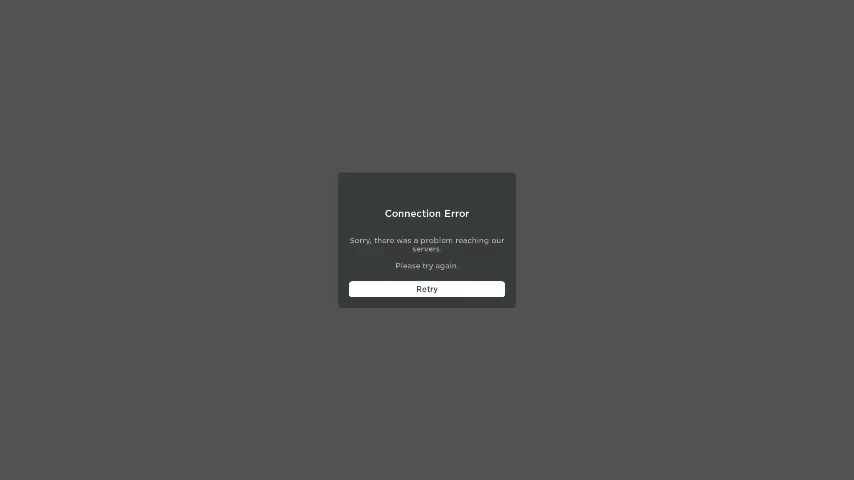 Connection Error
Sorry, there was a problem reaching our
servers.
Please try again.
Retry